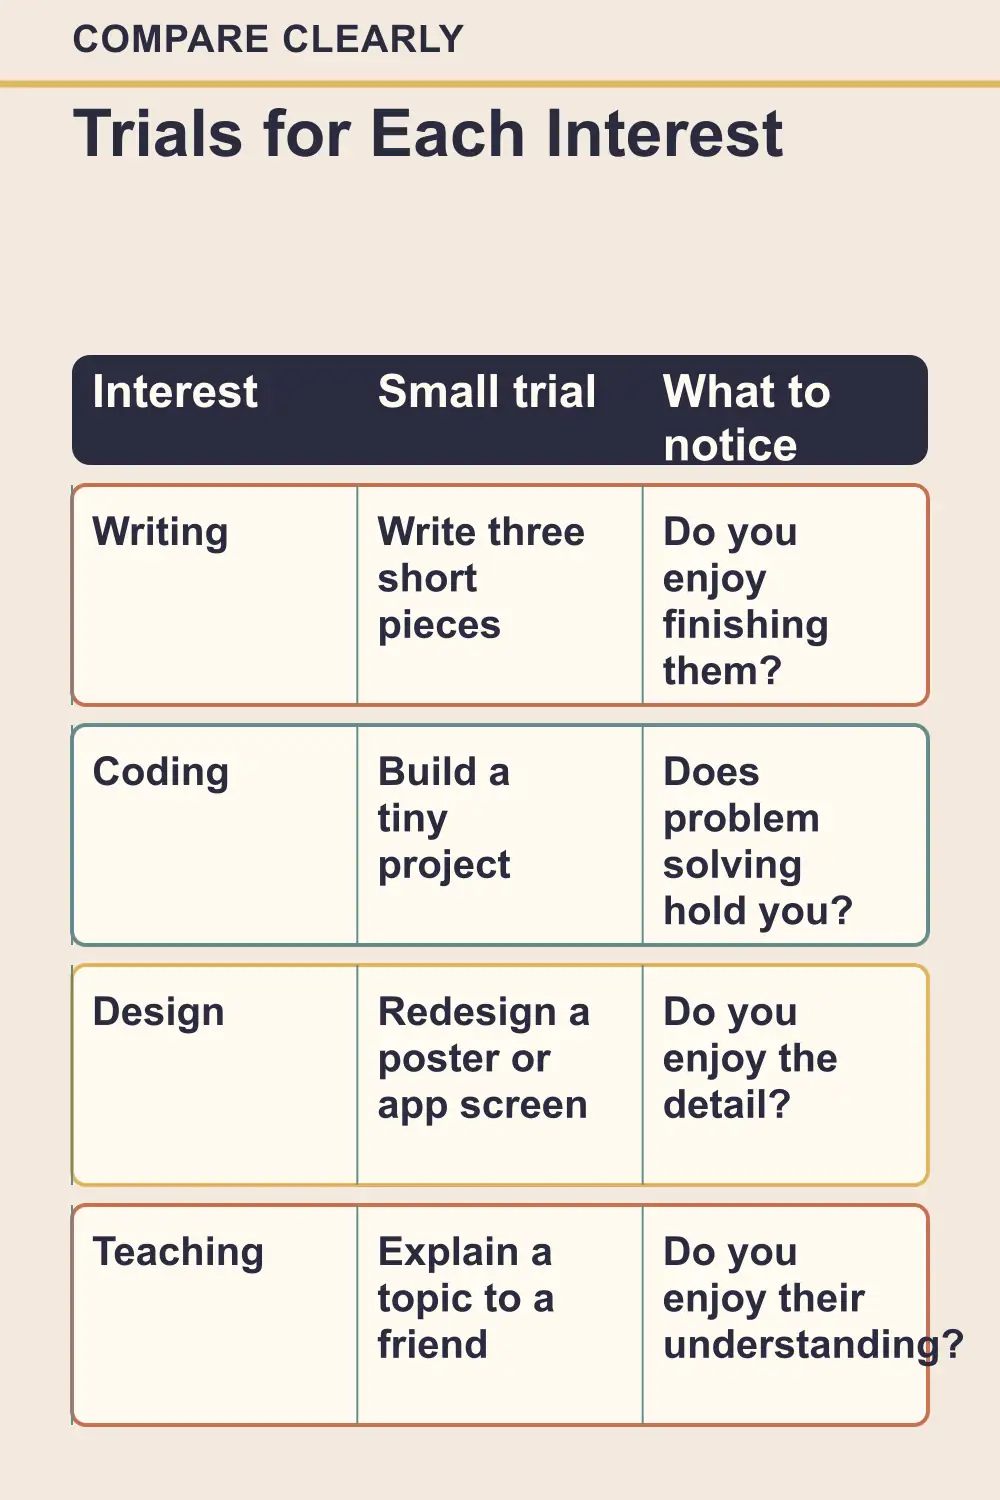 COMPARE CLEARLY
Trials for Each Interest
Interest
Small trial
What to
notice
Writing
Write three
short
pieces
Do you
enjoy
finishing
them?
Coding
Build a
tiny
project
Does
problem
solving
hold you?
Design
Redesign a
poster or
app screen
Do you
enjoy the
detail?
Teaching
Explain a
topic to a
friend
Do you
enjoy their
understanding?